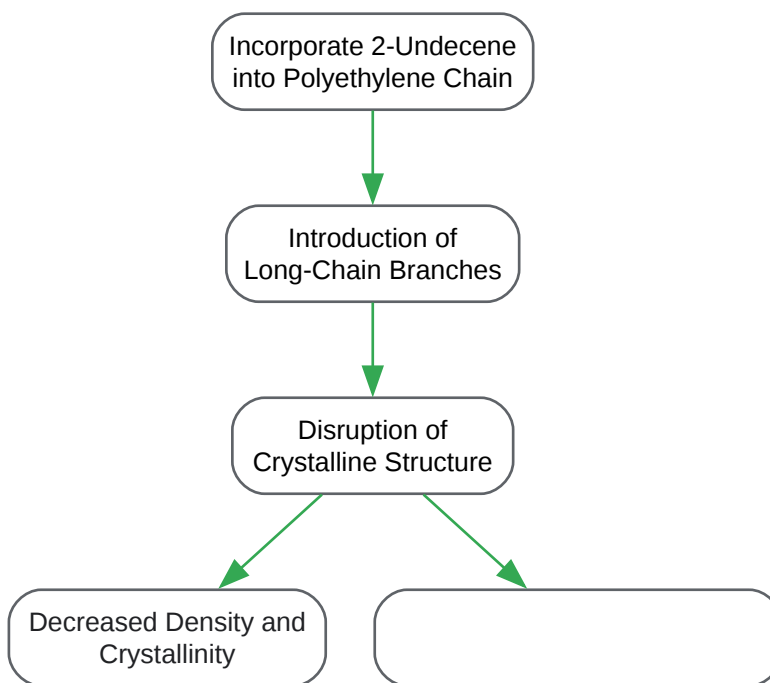 Incorporate 2-Undecene
into Polyethylene Chain
Introduction of
Long-Chain Branches
Disruption of
Crystalline Structure
Decreased Density and
Crystallinity